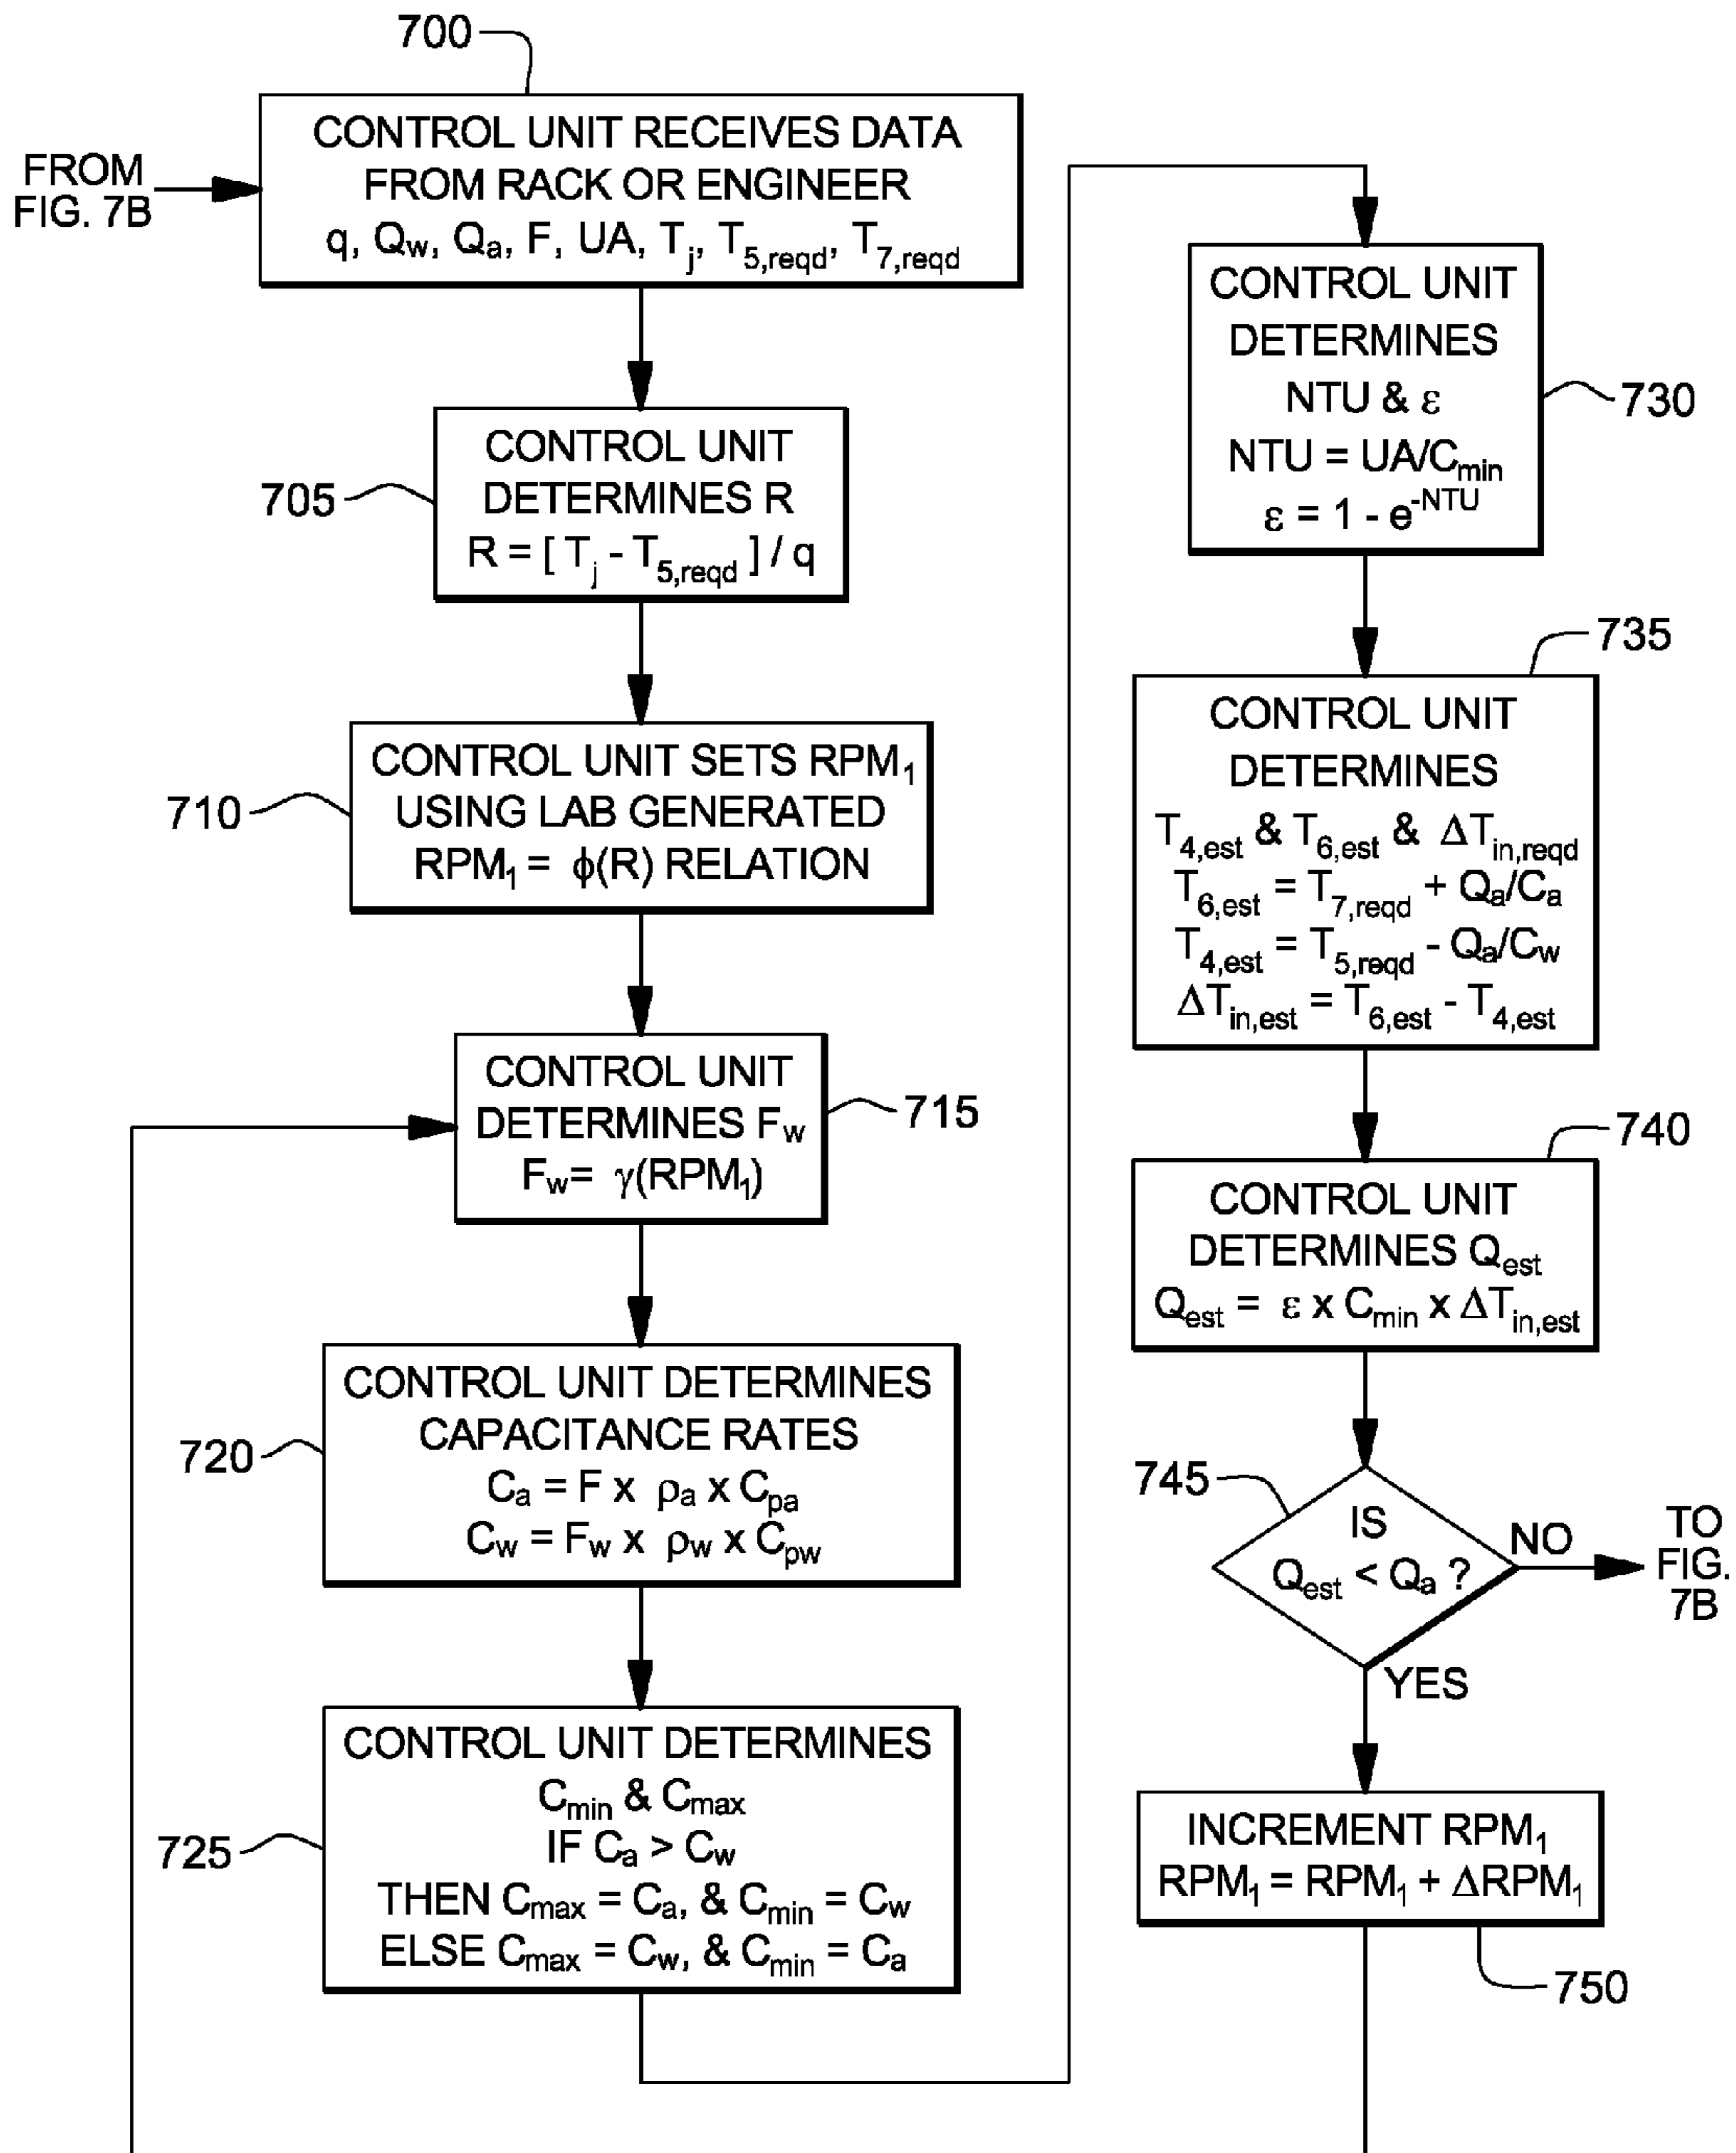 700
CONTROL UNIT RECEIVES DATA
FROM RACK OR ENGINEER
q, Qw, Qa, F, UA, Tj, T5,reqd, T7,reqd
FROM
FIG. 7B
CONTROL UNIT
DETERMINES R
R = [ Tj - T5,reqd ] / q
705
CONTROL UNIT SETS RPM1
USING LAB GENERATED
RPM1 = ϕ(R) RELATION
710
CONTROL UNIT
DETERMINES Fw
Fw= γ(RPM1)
715
CONTROL UNIT DETERMINES
CAPACITANCE RATES
Ca = F x ρa x Cpa
Cw = Fw x ρw x Cpw
720
CONTROL UNIT DETERMINES
Cmin & Cmax
IF Ca > Cw
THEN Cmax = Ca, & Cmin = Cw
ELSE Cmax = Cw, & Cmin = Ca
725
CONTROL UNIT
DETERMINES
NTU & ε
NTU = UA/Cmin
ε = 1 - e-NTU
730
735
CONTROL UNIT
DETERMINES
T4,est & T6,est & ΔTin,reqd
T6,est = T7,reqd + Qa/Ca
T4,est = T5,reqd - Qa/Cw
ΔTin,est = T6,est - T4,est
740
CONTROL UNIT
DETERMINES Qest
Qest = ε x Cmin x ΔTin,est
745
IS
Qest < Qa ?
NO
TO
FIG.
7B
YES
INCREMENT RPM1
RPM1 = RPM1 + ΔRPM1
750